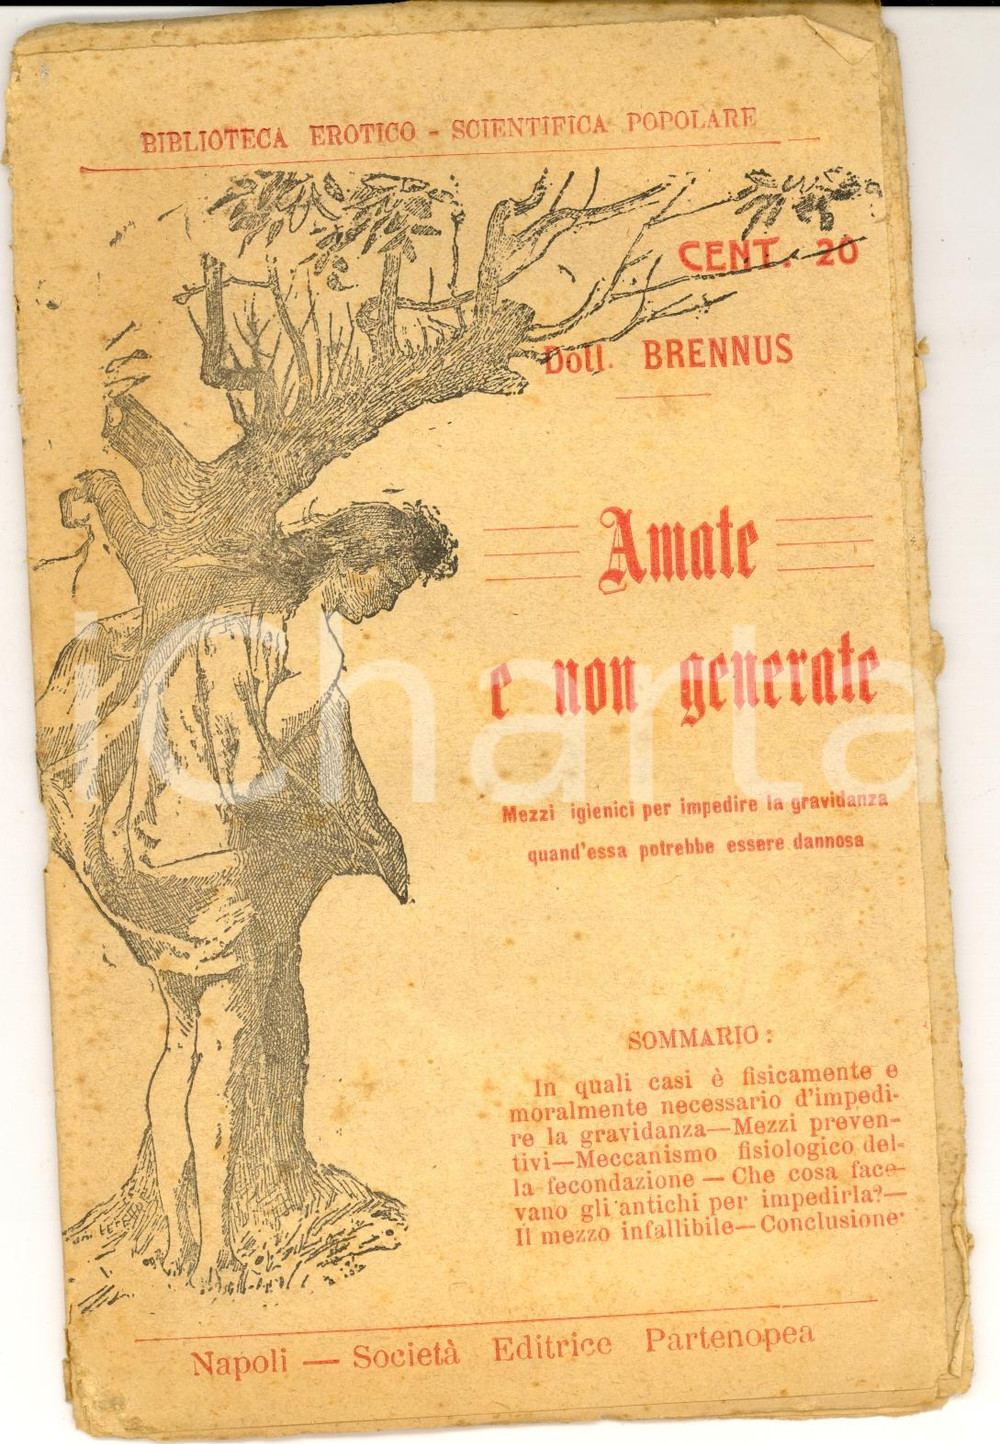 BIBLIOTECA EROTICO - SCIENTIFICA POPOLARE
CENT. 20
Dott. BRENNUS
Amate
e non generate
iCharta
Mezzi igienici per impedire la gravidanza
quand'essa potrebbe essere dannosa
SOMMARIO:
In quali casi è fisicamente e
moralmente necessario d'impedi-
re la gravidanza—Mezzi preven-
tivi—Meccanismo fisiologico del-
la fecondazione — Che cosa face-
vano gli antichi per impedirla?—
Il mezzo infallibile—Conclusione
Napoli — Società Editrice Partenopea